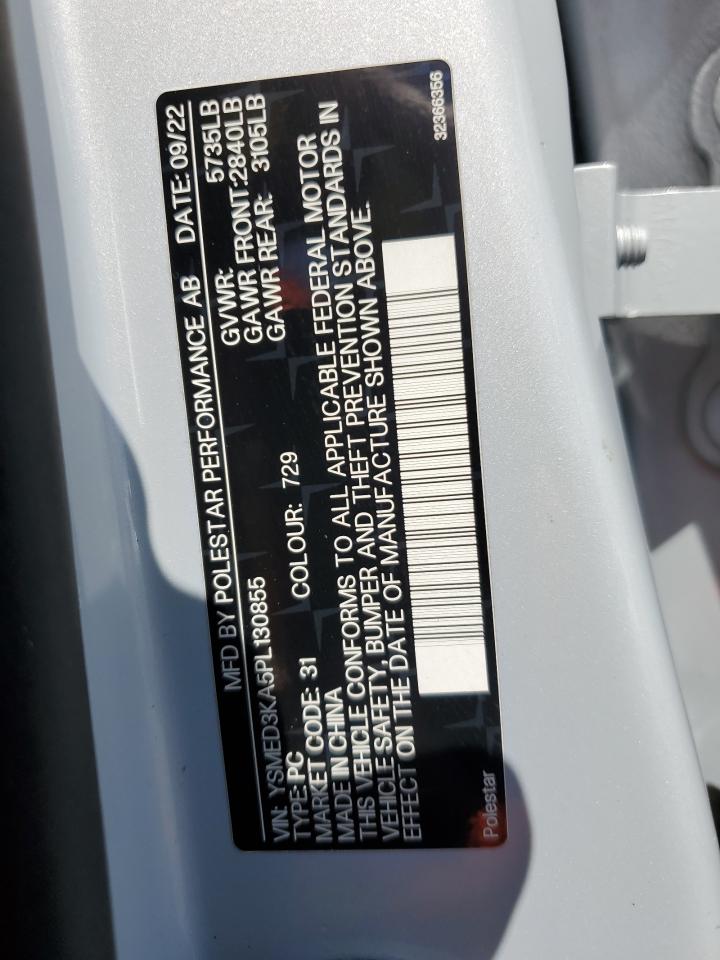 MFD BY POLESTAR PERFORMANCE AB DATE: 09/22
VIN: YSMED3KA5PL130855 GVWR: 5735LB
TYPE: PC GAWR FRONT: 2840LB
MARKET CODE: 31 COLOUR: 729 GAWR REAR: 3105LB
MADE IN CHINA
THIS VEHICLE CONFORMS TO ALL APPLICABLE FEDERAL MOTOR
VEHICLE SAFETY, BUMPER AND THEFT PREVENTION STANDARDS IN
EFFECT ON THE DATE OF MANUFACTURE SHOWN ABOVE.
Polestar 32366356